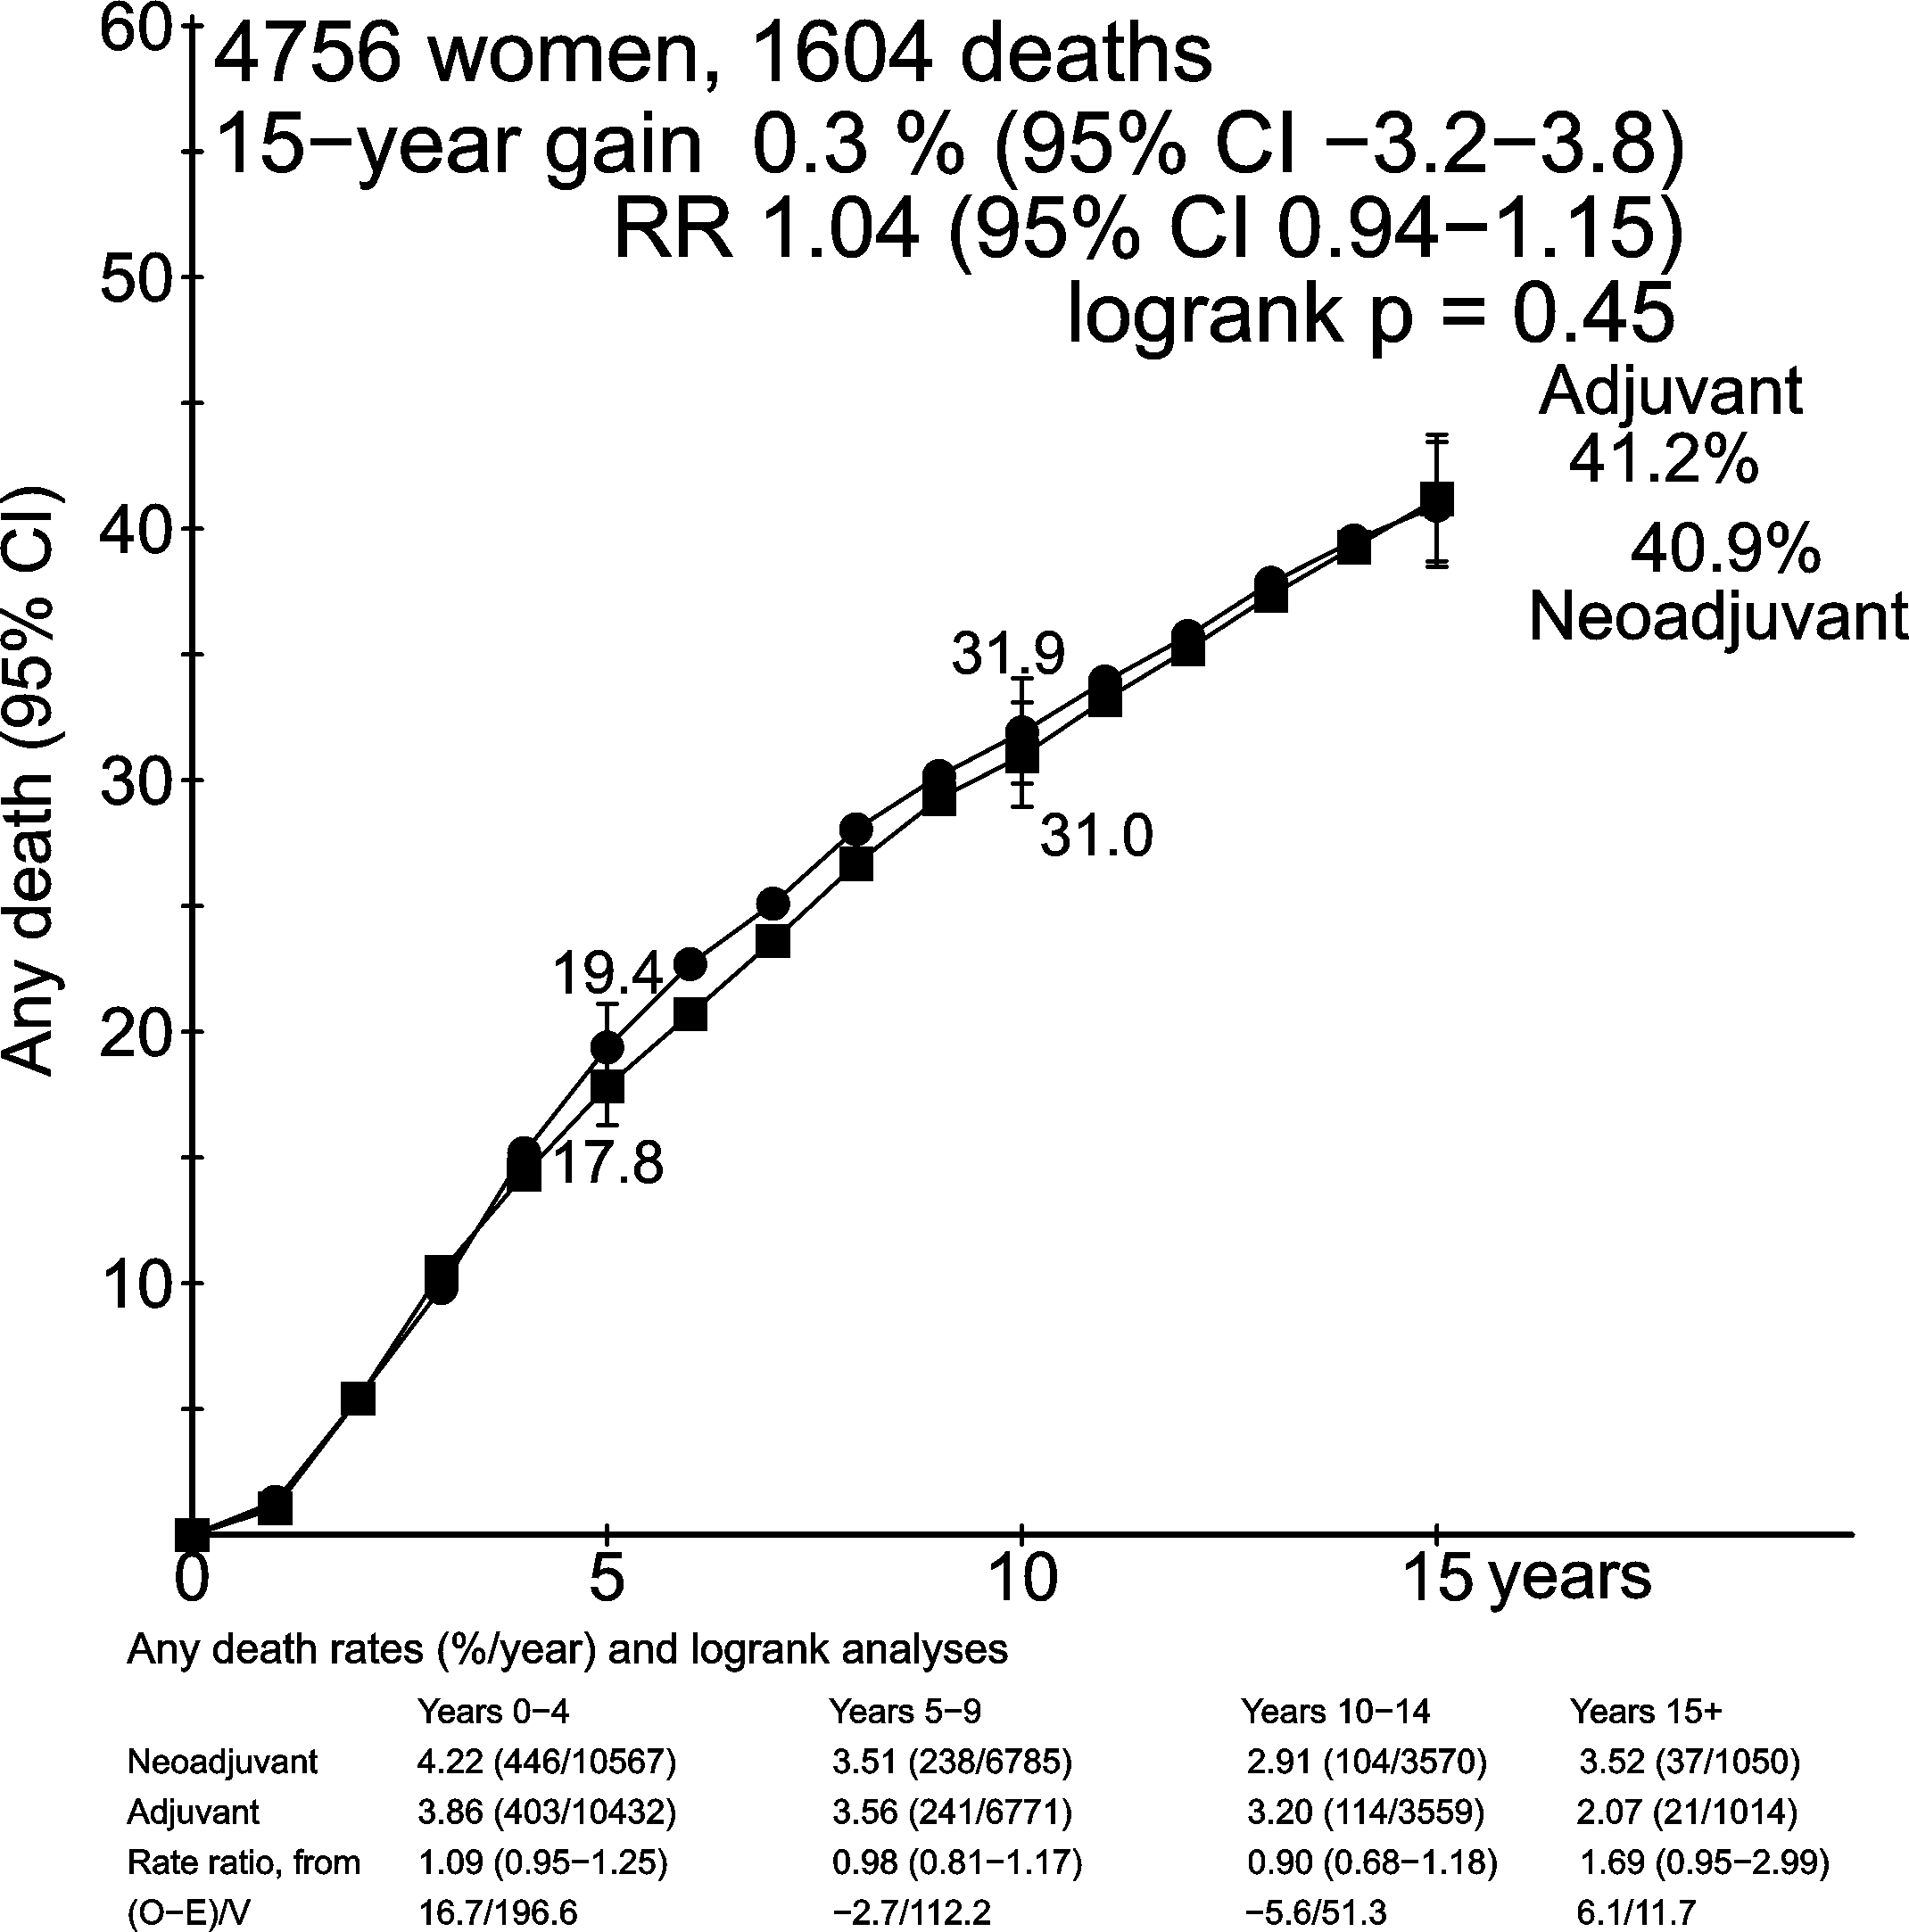 60
4756 women, 1604 deaths
15−year gain 0.3 % (95% CI −3.2−3.8)
RR 1.04 (95% CI 0.94−1.15)
logrank p = 0.45
50
Adjuvant
41.2%
40
40.9%
Neoadjuvant
Any death (95% CI)
31.9
30
31.0
19.4
20
17.8
10
0 5 10 15 years
Any death rates (%/year) and logrank analyses
Years 0−4 Years 5−9 Years 10−14 Years 15+
Neoadjuvant 4.22 (446/10567) 3.51 (238/6785) 2.91 (104/3570) 3.52 (37/1050)
Adjuvant 3.86 (403/10432) 3.56 (241/6771) 3.20 (114/3559) 2.07 (21/1014)
Rate ratio, from 1.09 (0.95−1.25) 0.98 (0.81−1.17) 0.90 (0.68−1.18) 1.69 (0.95−2.99)
(O−E)/V 16.7/196.6 −2.7/112.2 −5.6/51.3 6.1/11.7